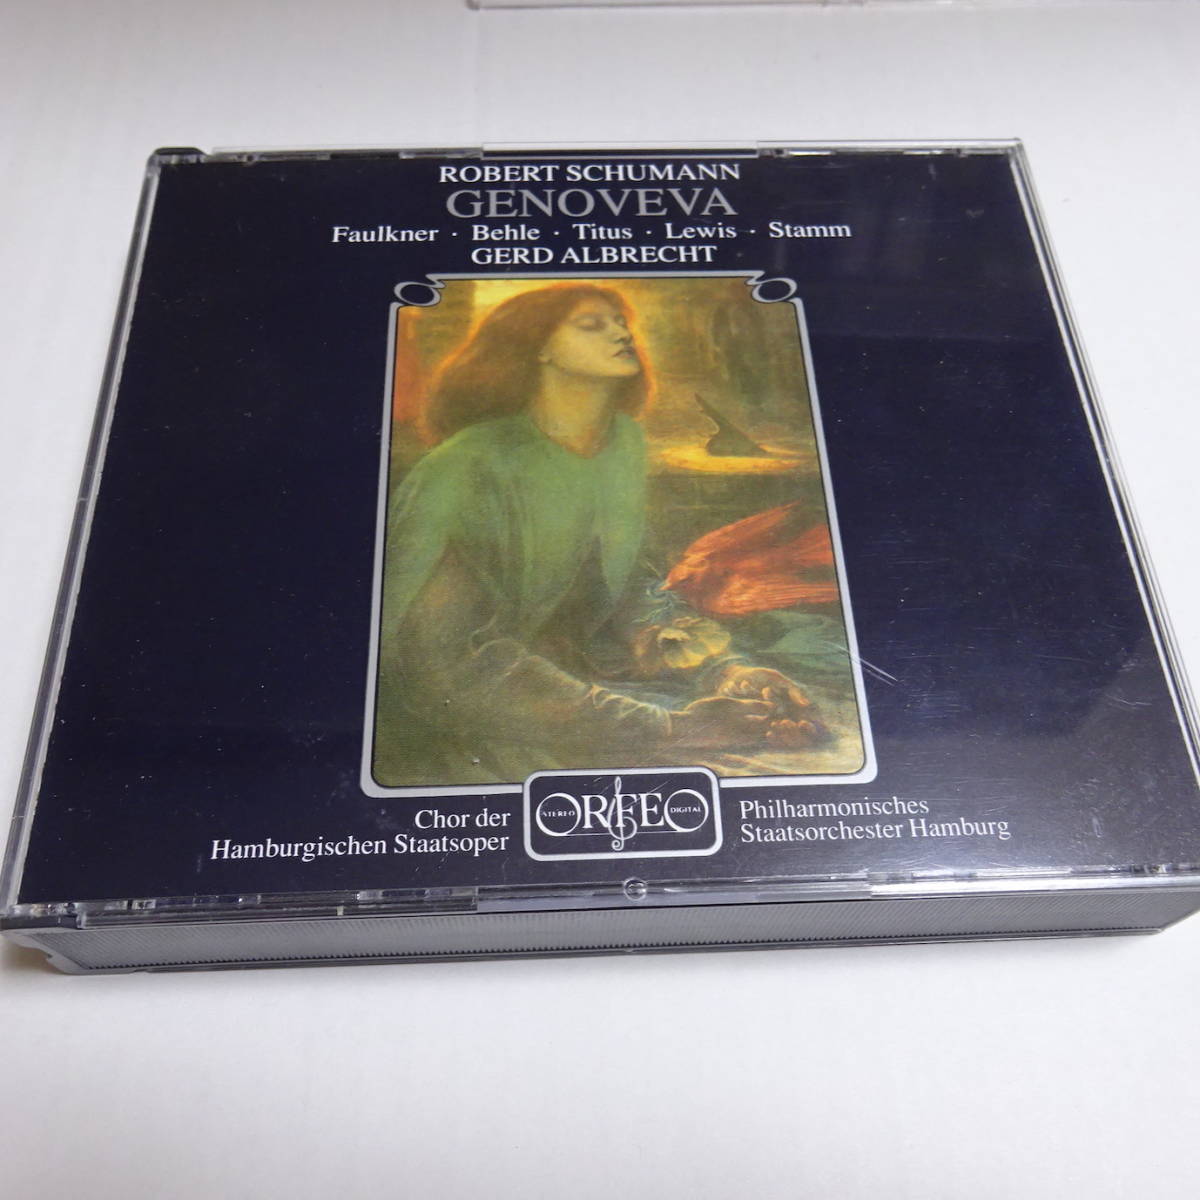 ROBERT SCHUMANN
GENOVEVA
Faulkner · Behle · Titus · Lewis · Stamm
GERD ALBRECHT
Chor der
Hamburgischen Staatsoper
STEREO ORFEO DIGITAL
Philharmonisches
Staatsorchester Hamburg